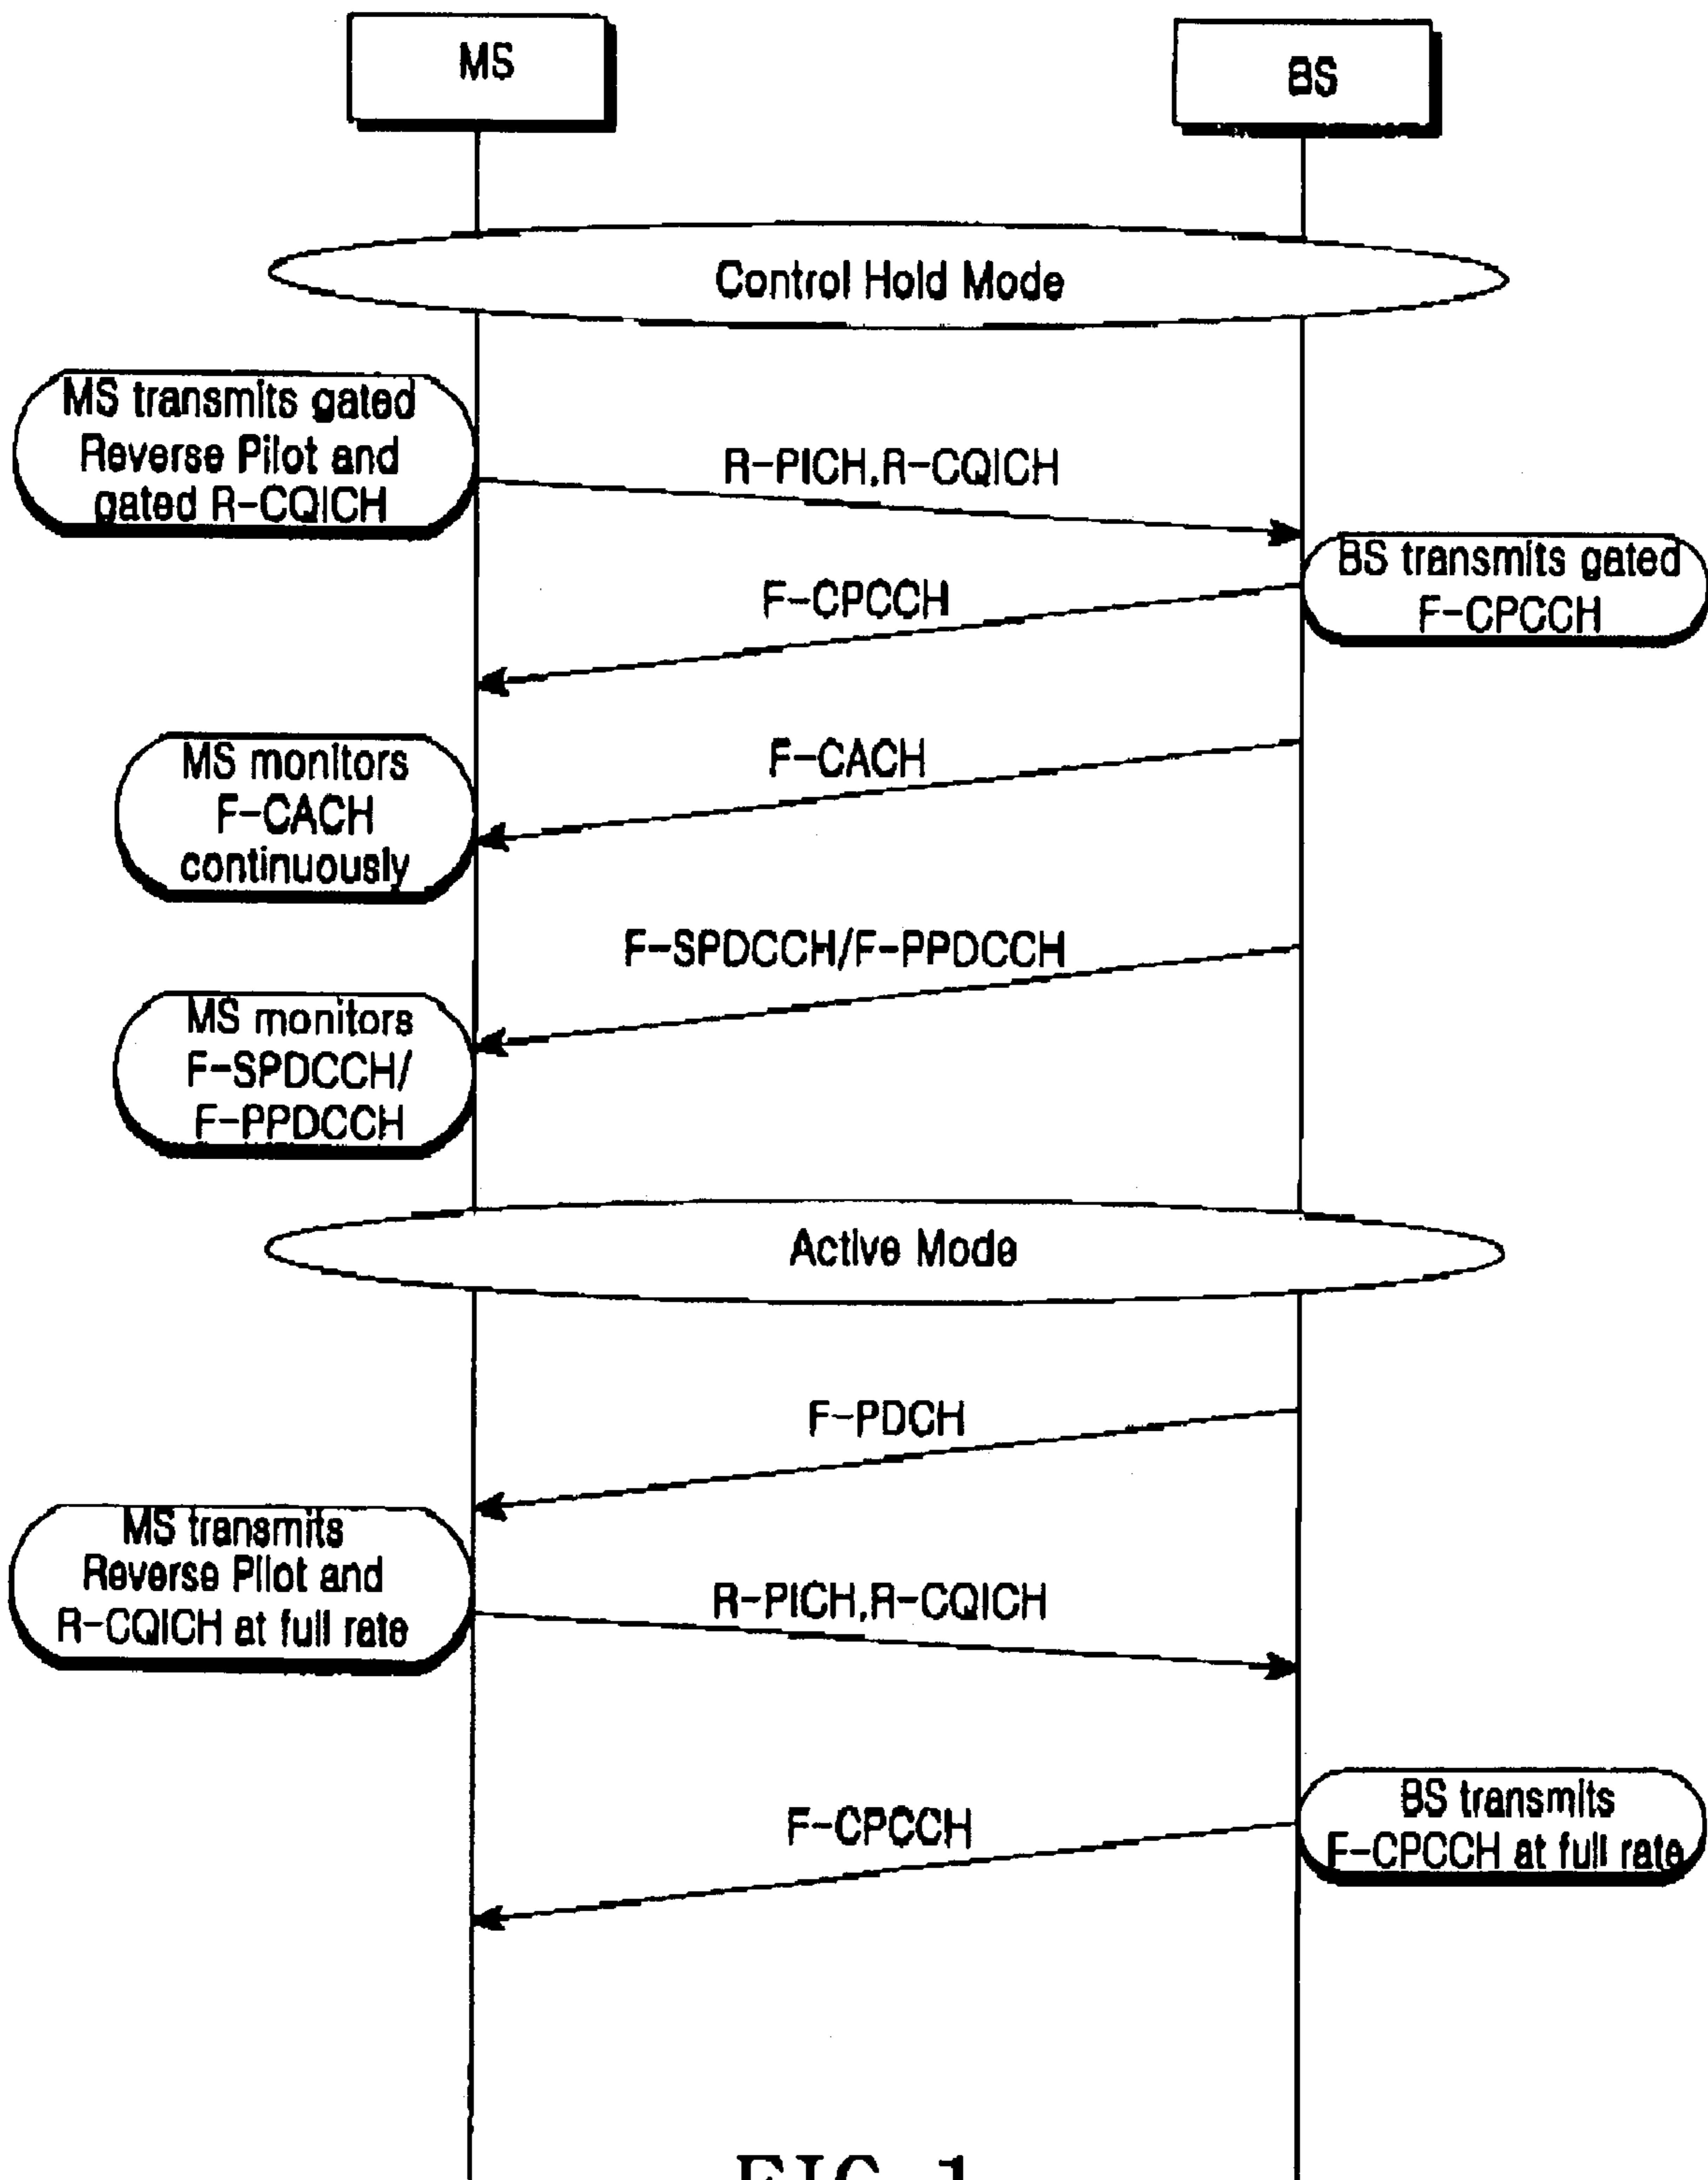 MS
BS
Control Hold Mode
MS transmits gated
Reverse Pilot and
gated R-CQICH
R-PICH,R-CQICH
BS transmits gated
F-CPCCH
F-CPCCH
F-CACH
MS monitors
F-CACH
continuously
F-SPDCCH/F-PPDCCH
MS monitors
F-SPDCCH/
F-PPDCCH
Active Mode
F-PDCH
MS transmits
Reverse Pilot and
R-CQICH at full rate
R-PICH,R-CQICH
BS transmits
F-CPCCH at full rate
F-CPCCH
FIG. 1